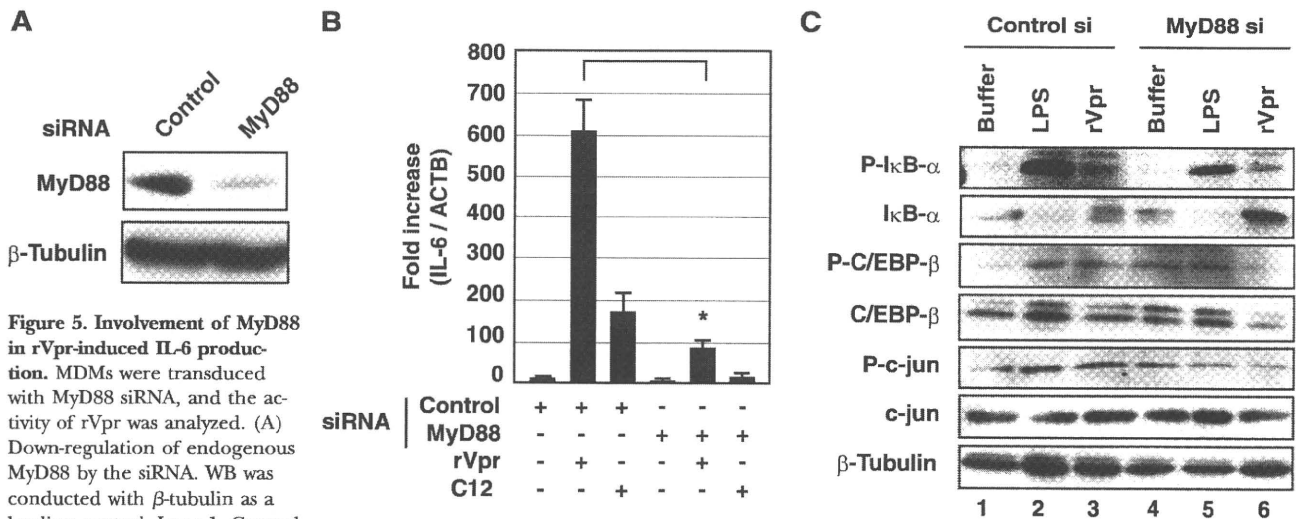 A
siRNA
Control
MyD88
MyD88
β-Tubulin
Figure 5. Involvement of MyD88
in rVpr-induced IL-6 produc-
tion. MDMs were transduced
with MyD88 siRNA, and the ac-
tivity of rVpr was analyzed. (A)
Down-regulation of endogenous
MyD88 by the siRNA. WB was
conducted with β-tubulin as a
B
Fold increase
(IL-6 / ACTB)
800
700
600
500
400
300
200
100
0
*
siRNA
Control + + + - - -
MyD88 - - - + + +
rVpr - + - - + -
C12 - - + - - +
C
Control si
MyD88 si
Buffer
LPS
rVpr
Buffer
LPS
rVpr
P-IκB-α
IκB-α
P-C/EBP-β
C/EBP-β
P-c-jun
c-jun
β-Tubulin
1 2 3 4 5 6